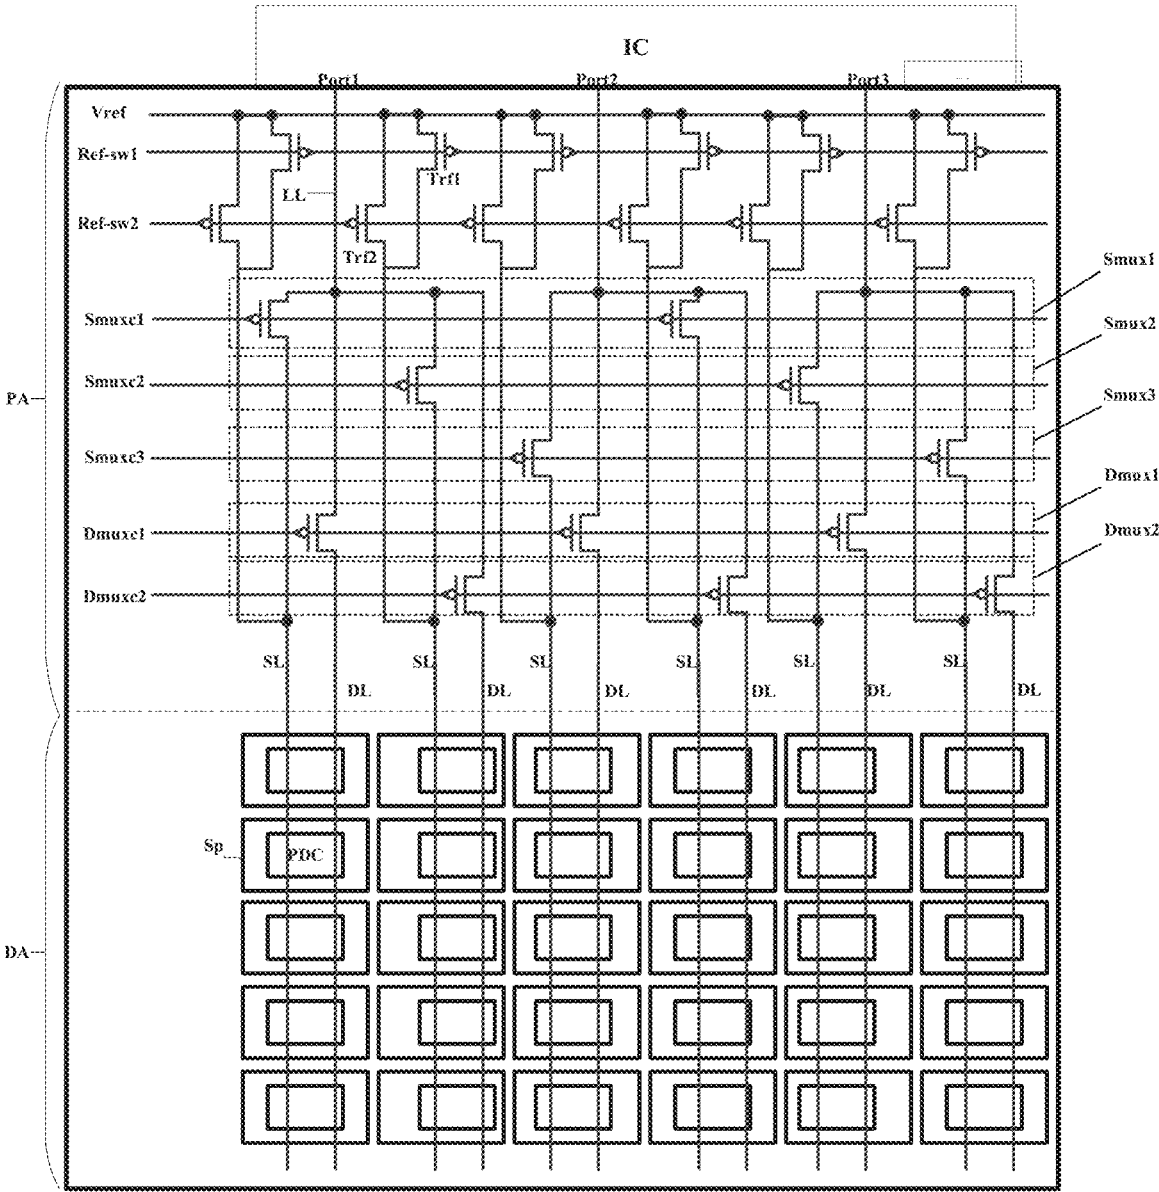 IC
Port1 Port2 Port3 ...
Vref
Ref-sw1
Trf1
LL
Ref-sw2
Trf2
Smux1
Smuxc1
Smux2
Smuxc2
Smux3
PA
Smuxc3
Dmux1
Dmuxc1
Dmux2
Dmuxc2
SL SL SL SL SL SL
DL DL DL DL DL DL
Sp
PDC
DA